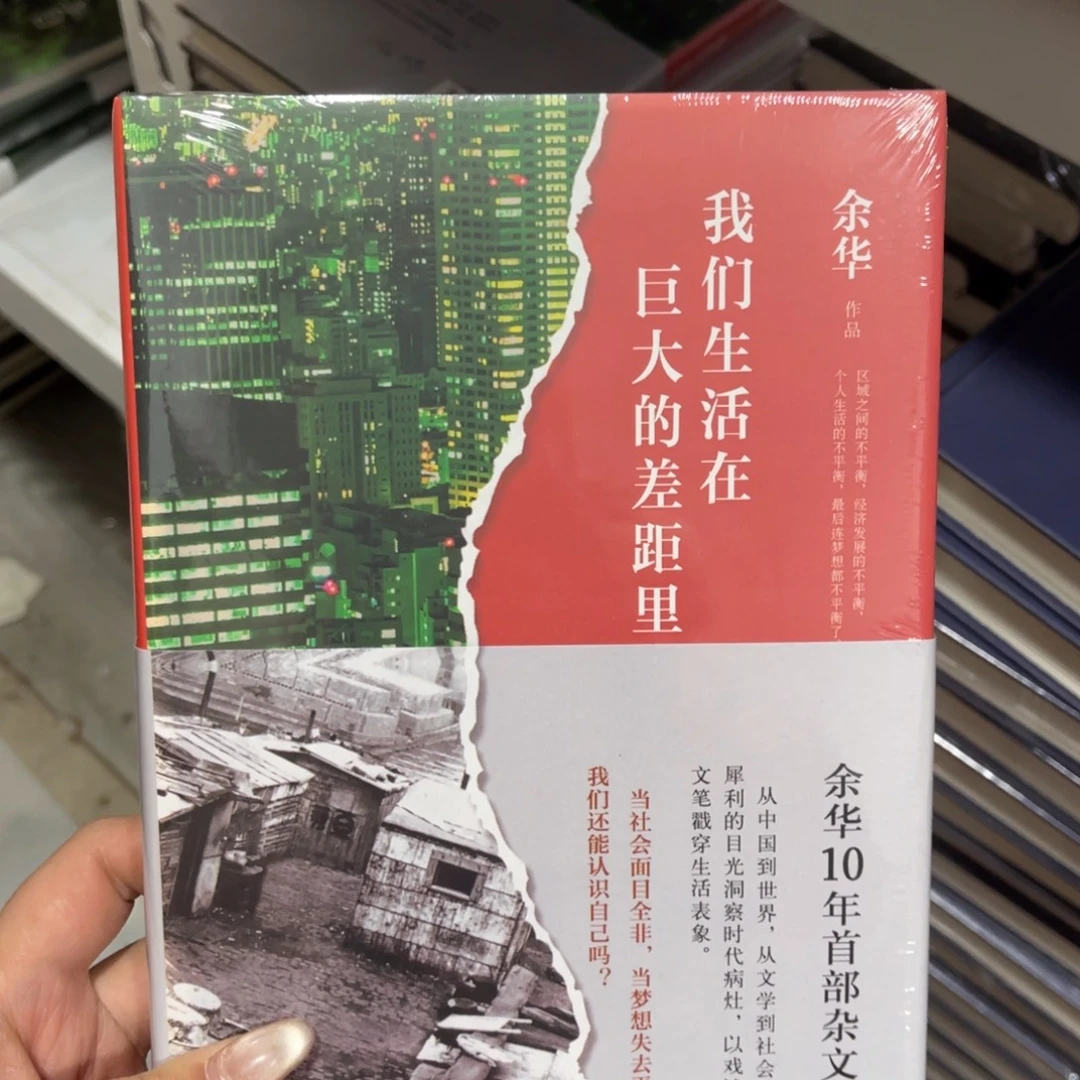 余华
作品
区域之间的不平衡，经济发展的不平衡，
个人生活的不平衡，最后连梦想都不平衡了
我们生活在
巨大的差距里
余华10年首部杂文
从中国到世界，从文学到社会
犀利的目光洞察时代病灶，以戏
文笔戳穿生活表象。
当社会面目全非，当梦想失去
我们还能认识自己吗？